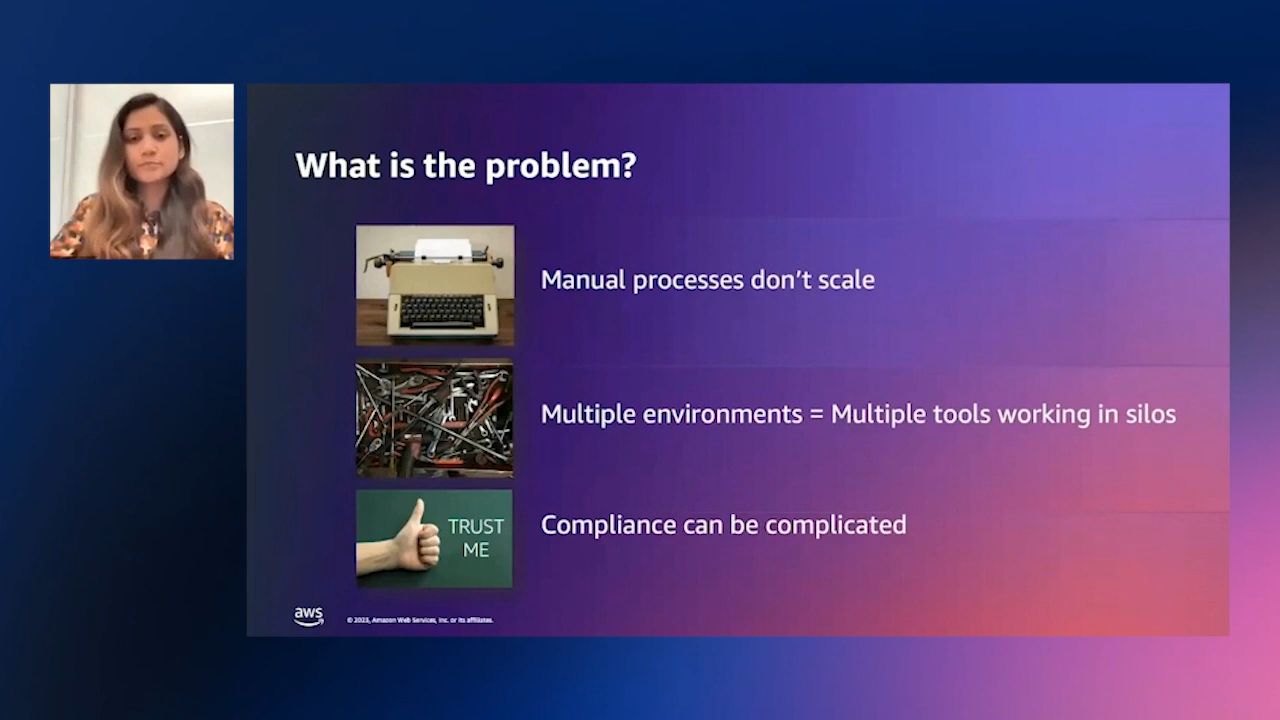 What is the problem?
Manual processes don’t scale
Multiple environments = Multiple tools working in silos
TRUST
ME
Compliance can be complicated
aws
© 2023, Amazon Web Services, Inc. or its affiliates.